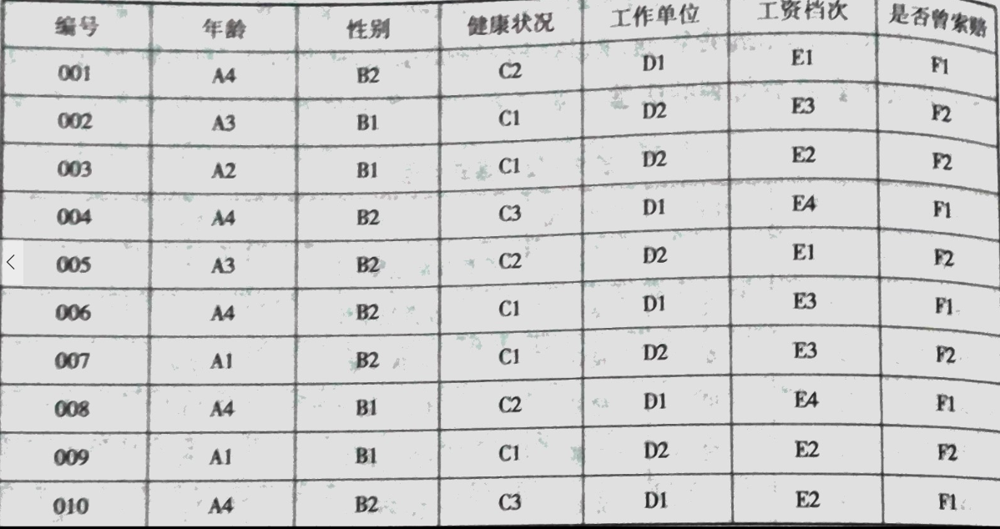 编号 年龄 性别 健康状况 工作单位 工资档次 是否曾索赔
001 A4 B2 C2 D1 E1 F1
002 A3 B1 C1 D2 E3 F2
003 A2 B1 C1 D2 E2 F2
004 A4 B2 C3 D1 E4 F1
005 A3 B2 C2 D2 E1 F2
006 A4 B2 C1 D1 E3 F1
007 A1 B2 C1 D2 E3 F2
008 A4 B1 C2 D1 E4 F1
009 A1 B1 C1 D2 E2 F2
010 A4 B2 C3 D1 E2 F1